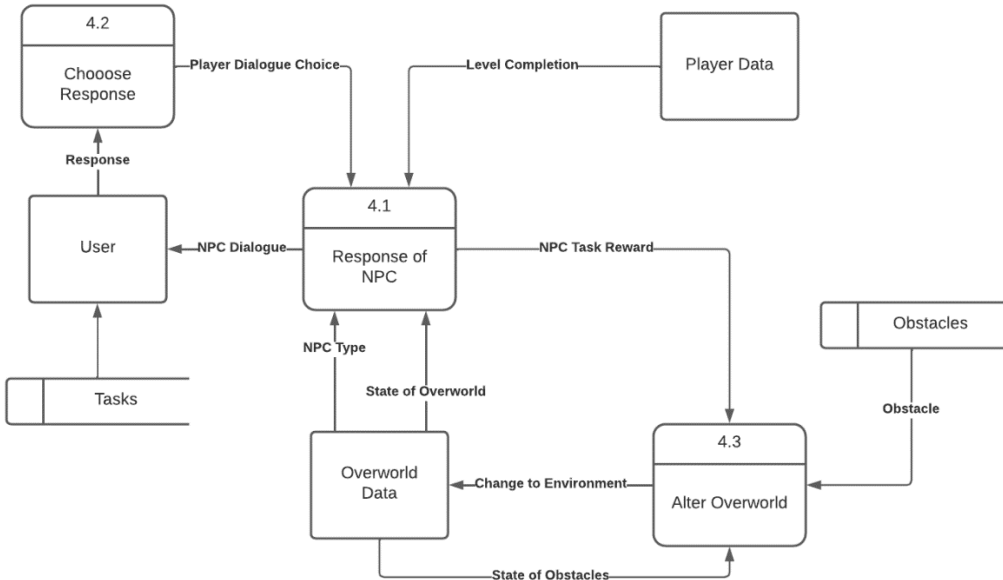 4.2
Chooose
Response
Player Dialogue Choice
Level Completion
Player Data
Response
4.1
Response of
NPC
User
NPC Dialogue
NPC Task Reward
Obstacles
NPC Type
State of Overworld
Tasks
Obstacle
4.3
Alter Overworld
Overworld
Data
Change to Environment
State of Obstacles